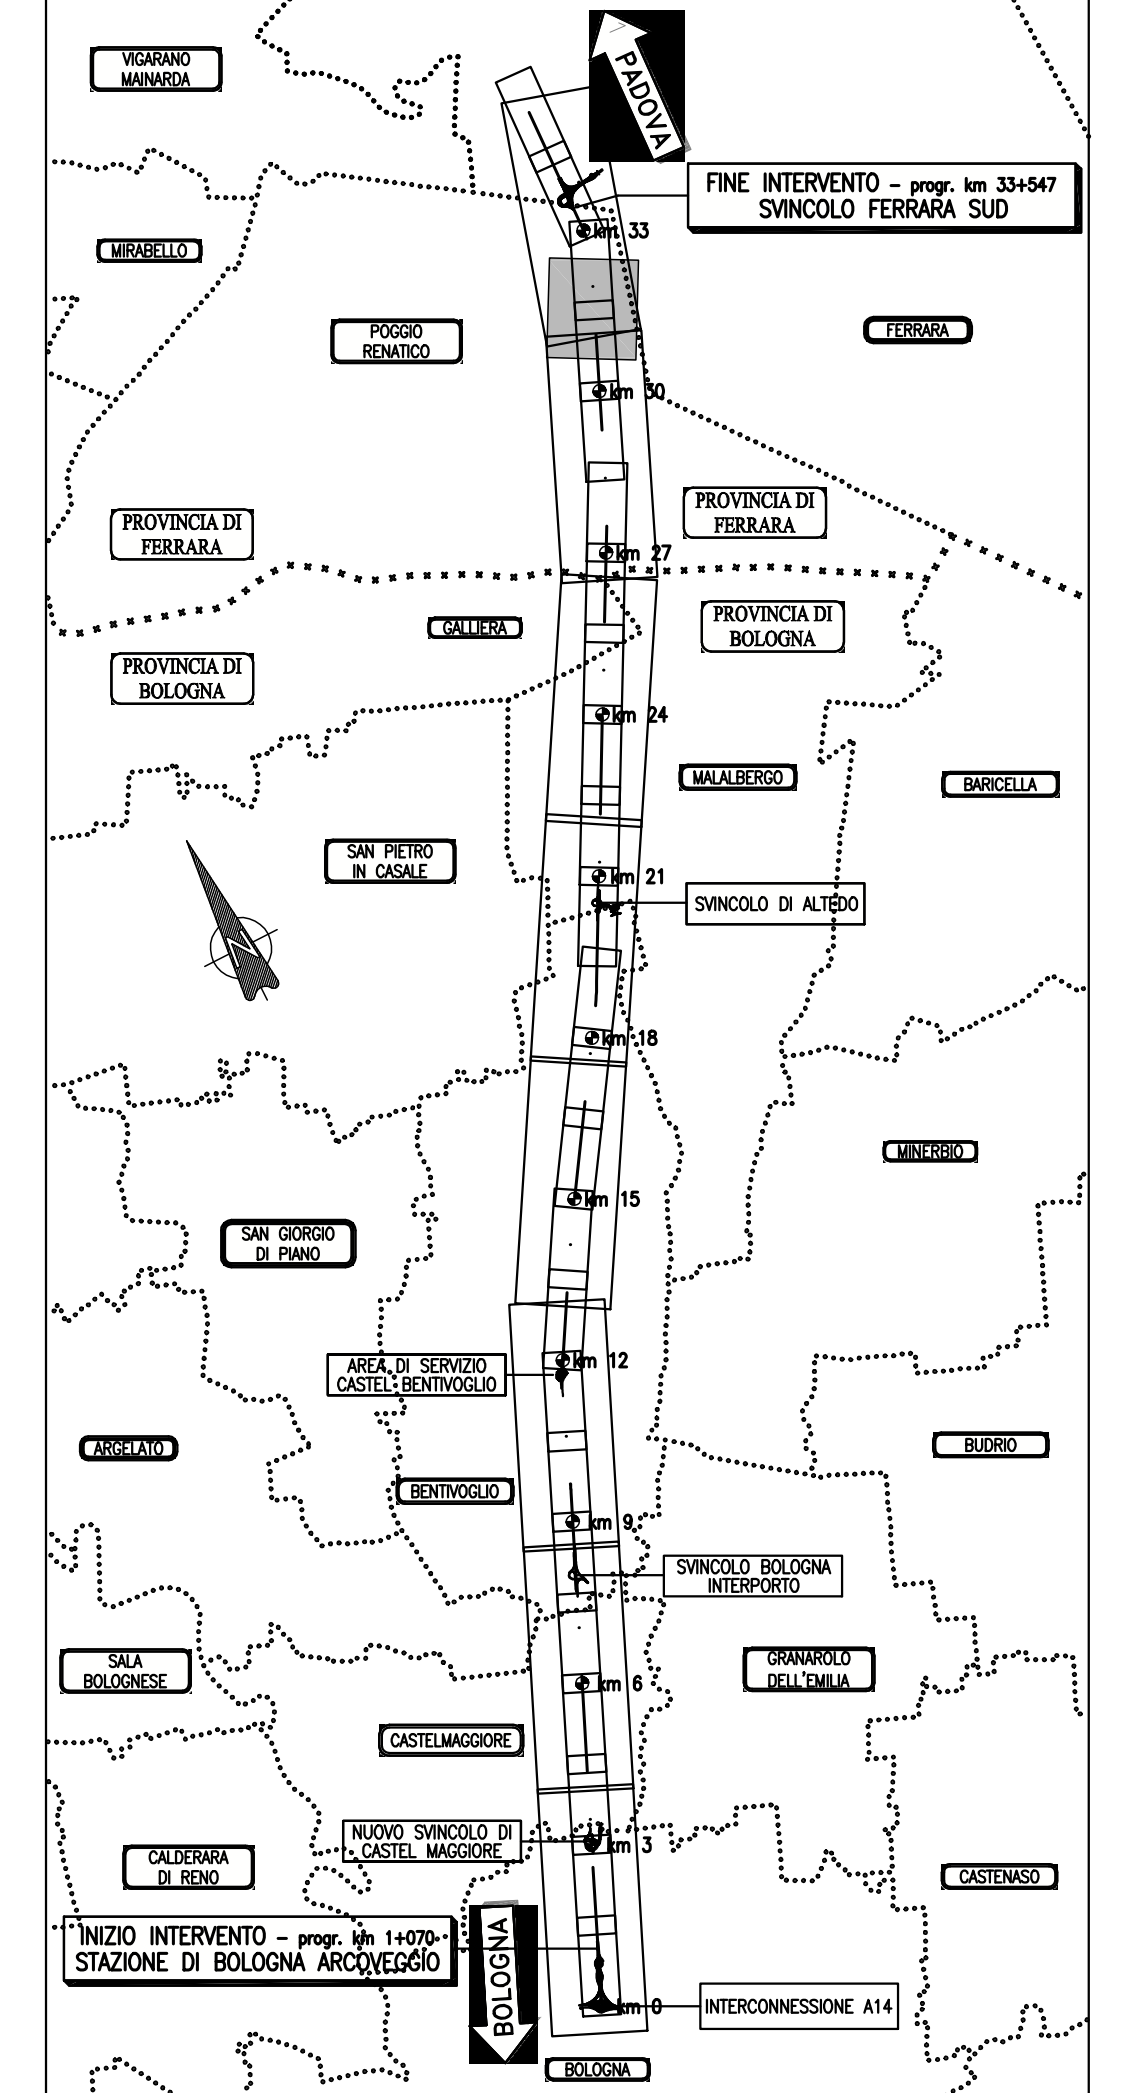 VIGARANO
MAINARDA
PADOVA
FINE INTERVENTO - progr. km 33+547
SVINCOLO FERRARA SUD
km 33
MIRABELLO
POGGIO
RENATICO
FERRARA
km 30
PROVINCIA DI
FERRARA
PROVINCIA DI
FERRARA
km 27
GALLIERA
PROVINCIA DI
BOLOGNA
PROVINCIA DI
BOLOGNA
km 24
MALALBERGO
BARICELLA
SAN PIETRO
IN CASALE
km 21
SVINCOLO DI ALTEDO
N
km 18
MINERBIO
km 15
SAN GIORGIO
DI PIANO
km 12
AREA DI SERVIZIO
CASTEL BENTIVOGLIO
ARGELATO
BUDRIO
BENTIVOGLIO
km 9
SVINCOLO BOLOGNA
INTERPORTO
SALA
BOLOGNESE
GRANAROLO
DELL'EMILIA
km 6
CASTELMAGGIORE
NUOVO SVINCOLO DI
CASTEL MAGGIORE
km 3
CALDERARA
DI RENO
CASTENASO
INIZIO INTERVENTO - progr. km 1+070
STAZIONE DI BOLOGNA ARCOVEGGIO
BOLOGNA
km 0
INTERCONNESSIONE A14
BOLOGNA